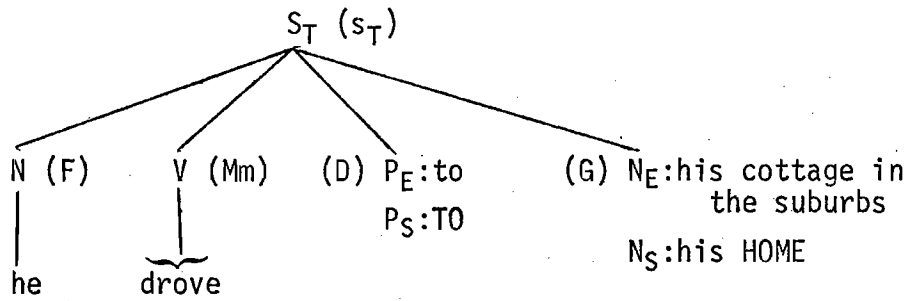 S_T (s_T)
N (F) V (Mm) (D) P_E:to (G) N_E:his cottage in
the suburbs
P_S:TO
N_S:his HOME
he drove